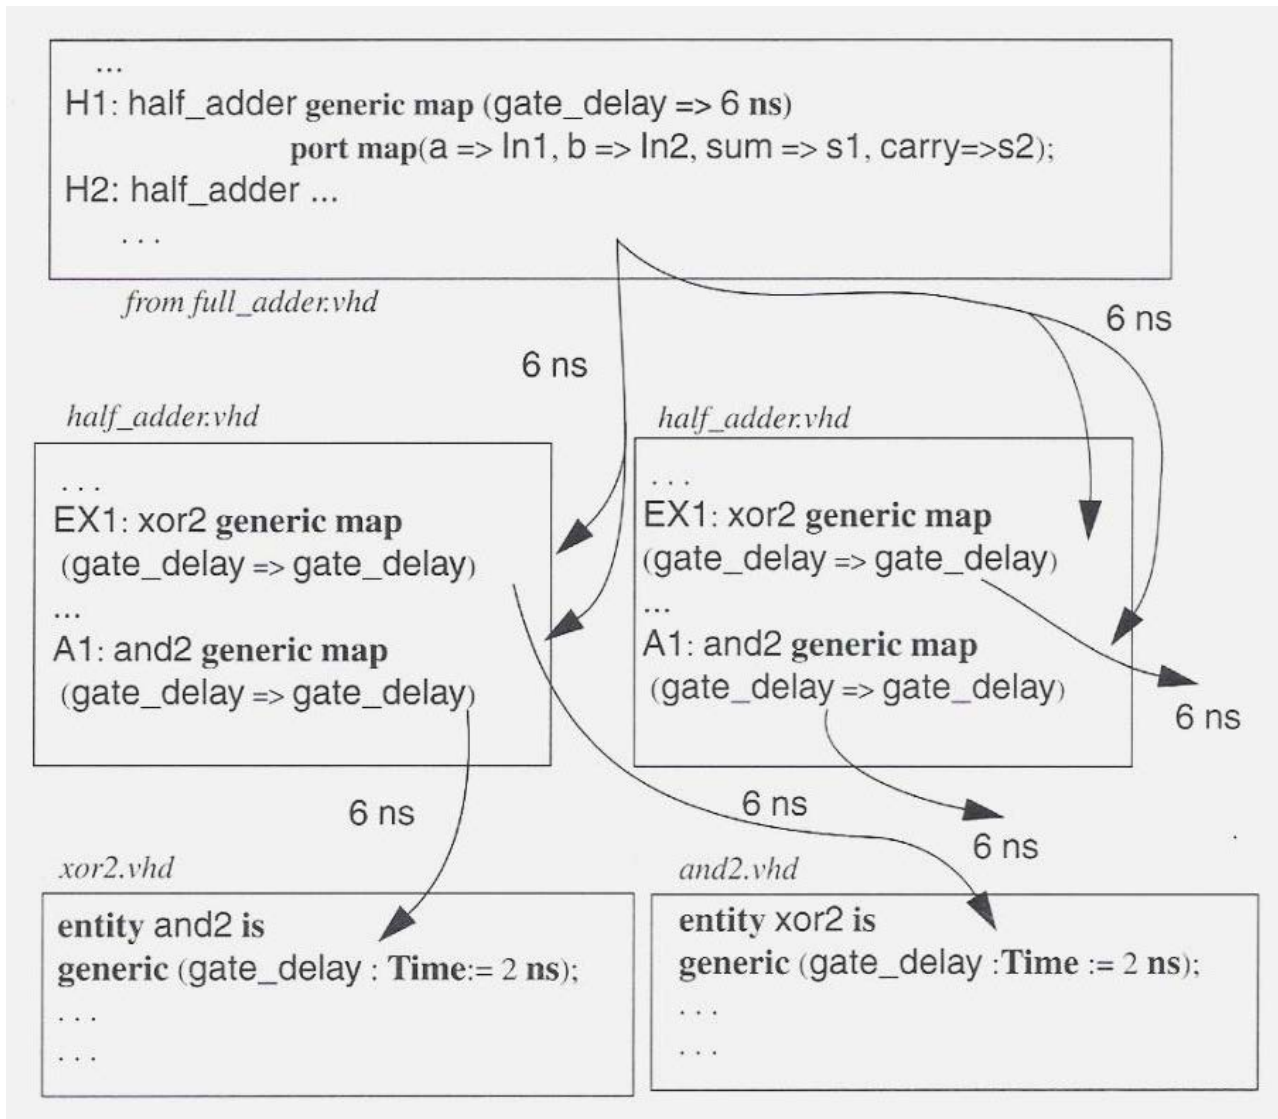 ...
H1: half_adder generic map (gate_delay => 6 ns)
port map(a => In1, b => In2, sum => s1, carry=>s2);
H2: half_adder ...
. . .
from full_adder.vhd
6 ns
6 ns
half_adder.vhd
. . .
EX1: xor2 generic map
(gate_delay => gate_delay)
...
A1: and2 generic map
(gate_delay => gate_delay)
half_adder.vhd
. . .
EX1: xor2 generic map
(gate_delay => gate_delay)
...
A1: and2 generic map
(gate_delay => gate_delay)
6 ns
6 ns
6 ns
6 ns
xor2.vhd
entity and2 is
generic (gate_delay : Time:= 2 ns);
. . .
. . .
and2.vhd
entity xor2 is
generic (gate_delay :Time := 2 ns);
. . .
. . .